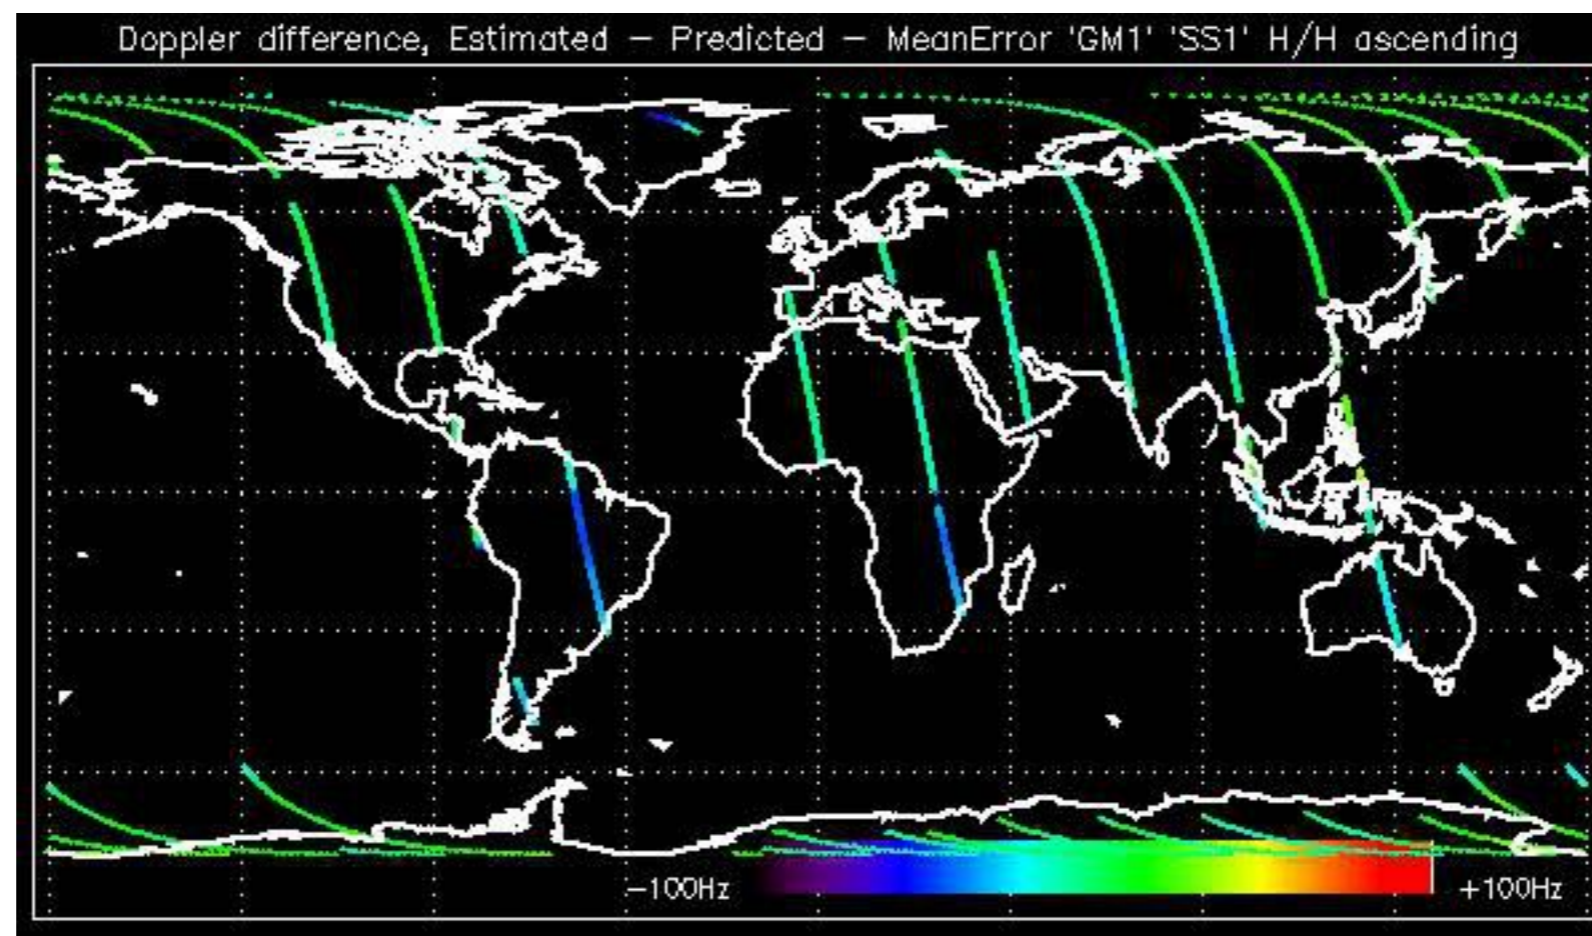 Doppler difference, Estimated – Predicted – MeanError 'GM1' 'SS1' H/H ascending
–100Hz
+100Hz